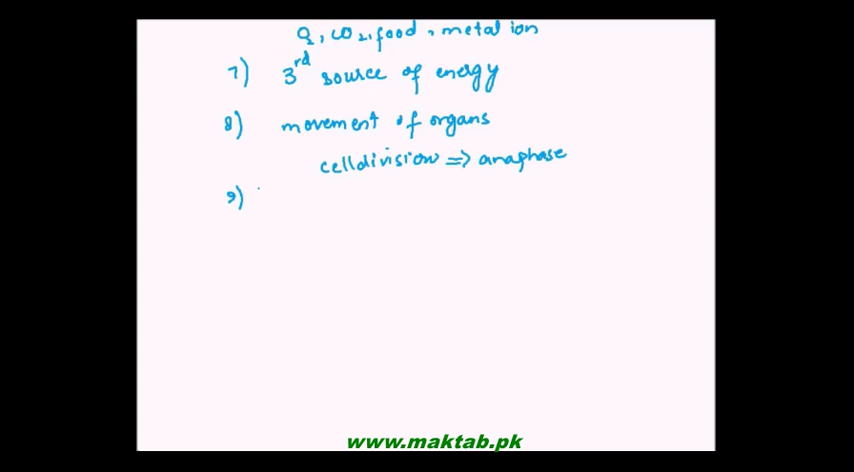 O₂, CO₂, food, metal ion
7) 3rd source of energy
8) movement of organs
cell division => anaphase
9)
www.maktab.pk